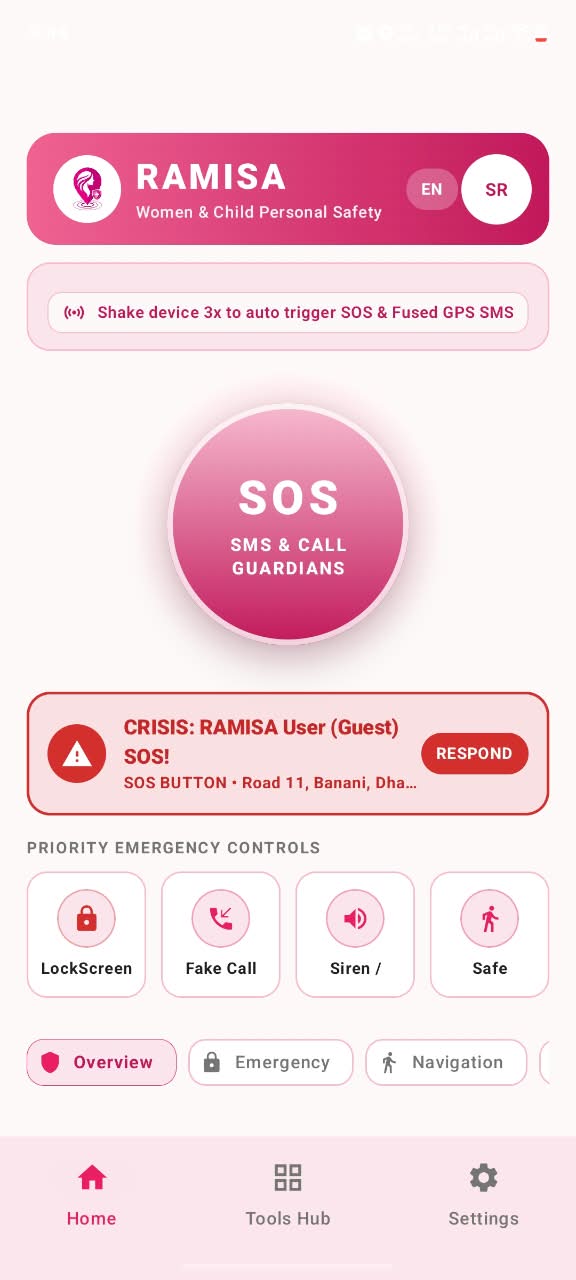 RAMISA
Women & Child Personal Safety
EN
SR
Shake device 3x to auto trigger SOS & Fused GPS SMS
SOS
SMS & CALL
GUARDIANS
CRISIS: RAMISA User (Guest)
SOS!
SOS BUTTON • Road 11, Banani, Dha...
RESPOND
PRIORITY EMERGENCY CONTROLS
LockScreen
Fake Call
Siren /
Safe
Overview
Emergency
Navigation
Home
Tools Hub
Settings